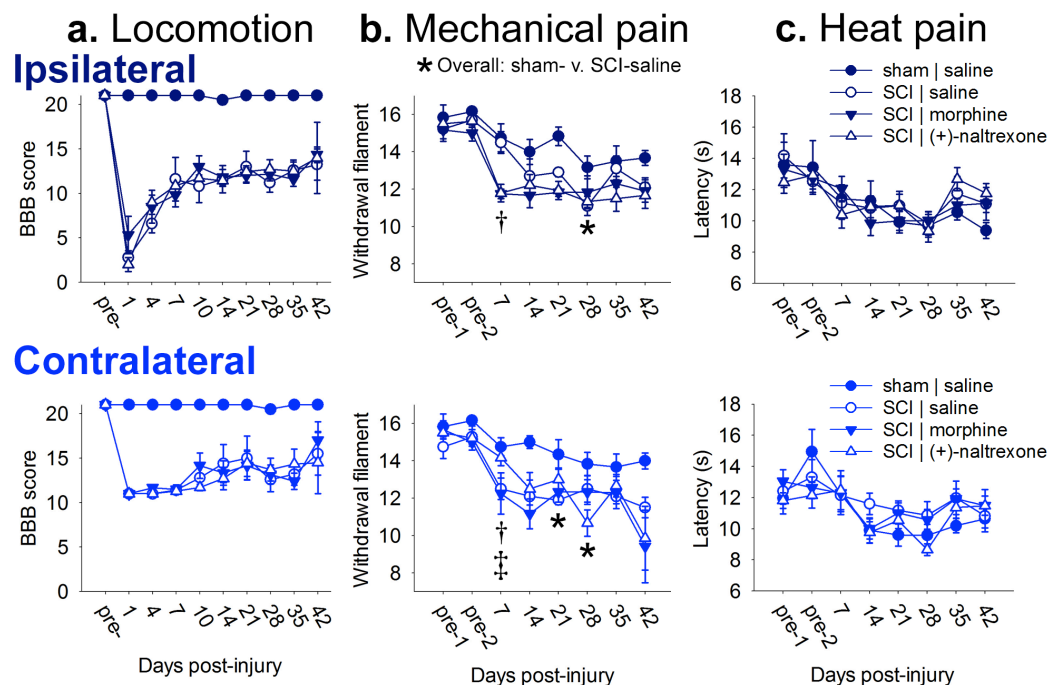 a. Locomotion
b. Mechanical pain
c. Heat pain
* Overall: sham- v. SCI-saline
Ipsilateral
BBB score
20
15
10
5
0
pre- 1 4 7 10 14 21 28 35 42
Withdrawal filament
16
14
12
10
8
†
*
pre-1 pre-2 7 14 21 28 35 42
sham | saline
SCI | saline
SCI | morphine
SCI | (+)-naltrexone
Latency (s)
18
16
14
12
10
8
6
pre-1 pre-2 7 14 21 28 35 42
Contralateral
BBB score
20
15
10
5
0
pre- 1 4 7 10 14 21 28 35 42
Days post-injury
Withdrawal filament
16
14
12
10
8
†
‡
*
*
pre-1 pre-2 7 14 21 28 35 42
Days post-injury
sham | saline
SCI | saline
SCI | morphine
SCI | (+)-naltrexone
Latency (s)
18
16
14
12
10
8
6
pre-1 pre-2 7 14 21 28 35 42
Days post-injury